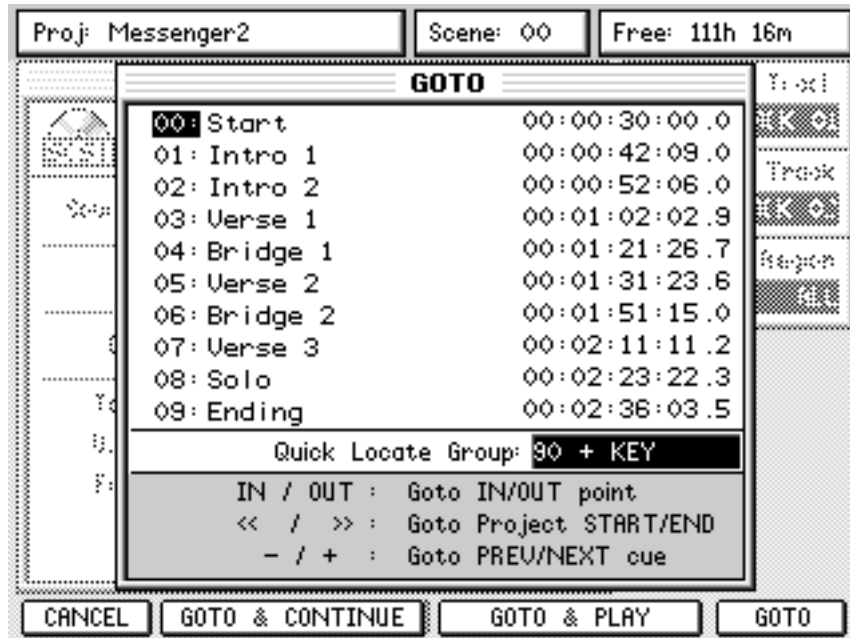 Proj: Messenger2 Scene: 00 Free: 111h 16m
GOTO
00: Start 00:00:30:00.0
01: Intro 1 00:00:42:09.0
02: Intro 2 00:00:52:06.0
03: Verse 1 00:01:02:02.9
04: Bridge 1 00:01:21:26.7
05: Verse 2 00:01:31:23.6
06: Bridge 2 00:01:51:15.0
07: Verse 3 00:02:11:11.2
08: Solo 00:02:23:22.3
09: Ending 00:02:36:03.5
Quick Locate Group: 90 + KEY
IN / OUT : Goto IN/OUT point
<< / >> : Goto Project START/END
- / + : Goto PREV/NEXT cue
Track
Region
CANCEL GOTO & CONTINUE GOTO & PLAY GOTO